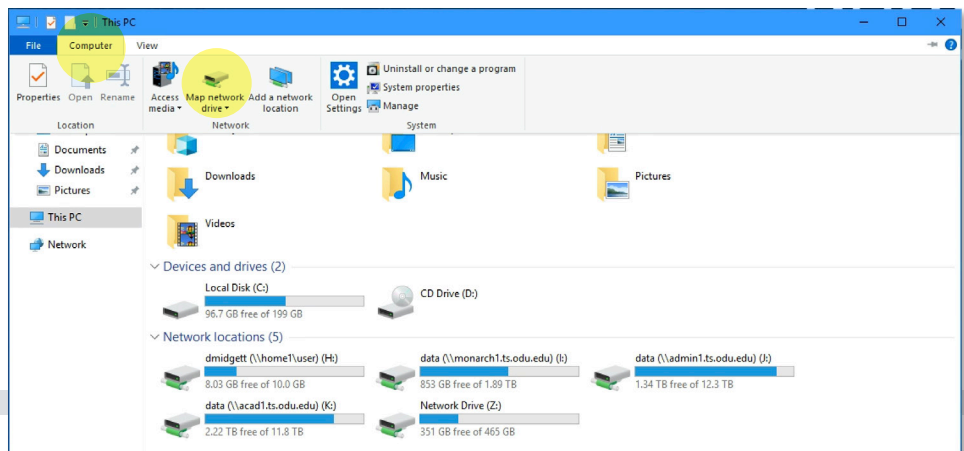 This PC
File Computer View
Properties Open Rename
Access media Map network drive Add a network location
Open Settings
Uninstall or change a program
System properties
Manage
Location Network System
Documents
Downloads
Pictures
This PC
Network
Downloads Music Pictures
Videos
Devices and drives (2)
Local Disk (C:)
96.7 GB free of 199 GB
CD Drive (D:)
Network locations (5)
dmidgett (\\home1\user) (H:)
8.03 GB free of 10.0 GB
data (\\monarch1.ts.odu.edu) (I:)
853 GB free of 1.89 TB
data (\\admin1.ts.odu.edu) (J:)
1.34 TB free of 12.3 TB
data (\\acad1.ts.odu.edu) (K:)
2.22 TB free of 11.8 TB
Network Drive (Z:)
351 GB free of 465 GB